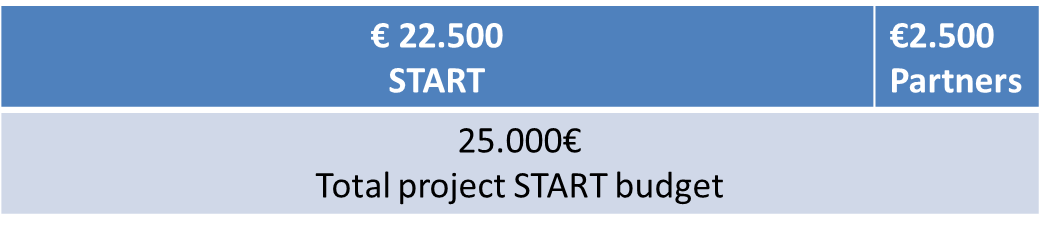 € 22.500
START
€2.500
Partners
25.000€
Total project START budget